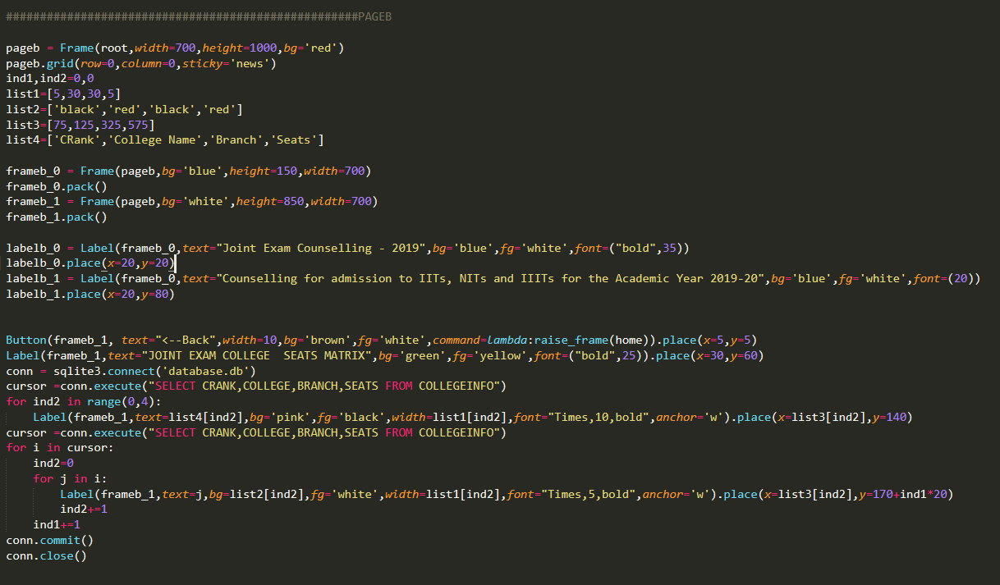 ####################################################PAGEB
pageb = Frame(root,width=700,height=1000,bg='red')
pageb.grid(row=0,column=0,sticky='news')
ind1,ind2=0,0
list1=[5,30,30,5]
list2=['black','red','black','red']
list3=[75,125,325,575]
list4=['CRank','College Name','Branch','Seats']
frameb_0 = Frame(pageb,bg='blue',height=150,width=700)
frameb_0.pack()
frameb_1 = Frame(pageb,bg='white',height=850,width=700)
frameb_1.pack()
labelb_0 = Label(frameb_0,text="Joint Exam Counselling - 2019",bg='blue',fg='white',font=("bold",35))
labelb_0.place(x=20,y=20)
labelb_1 = Label(frameb_0,text="Counselling for admission to IITs, NITs and IIITs for the Academic Year 2019-20",bg='blue',fg='white',font=(20))
labelb_1.place(x=20,y=80)
Button(frameb_1, text="<--Back",width=10,bg='brown',fg='white',command=lambda:raise_frame(home)).place(x=5,y=5)
Label(frameb_1,text="JOINT EXAM COLLEGE  SEATS MATRIX",bg='green',fg='yellow',font=("bold",25)).place(x=30,y=60)
conn = sqlite3.connect('database.db')
cursor =conn.execute("SELECT CRANK,COLLEGE,BRANCH,SEATS FROM COLLEGEINFO")
for ind2 in range(0,4):
    Label(frameb_1,text=list4[ind2],bg='pink',fg='black',width=list1[ind2],font="Times,10,bold",anchor='w').place(x=list3[ind2],y=140)
cursor =conn.execute("SELECT CRANK,COLLEGE,BRANCH,SEATS FROM COLLEGEINFO")
for i in cursor:
    ind2=0
    for j in i:
        Label(frameb_1,text=j,bg=list2[ind2],fg='white',width=list1[ind2],font="Times,5,bold",anchor='w').place(x=list3[ind2],y=170+ind1*20)
        ind2+=1
    ind1+=1
conn.commit()
conn.close()